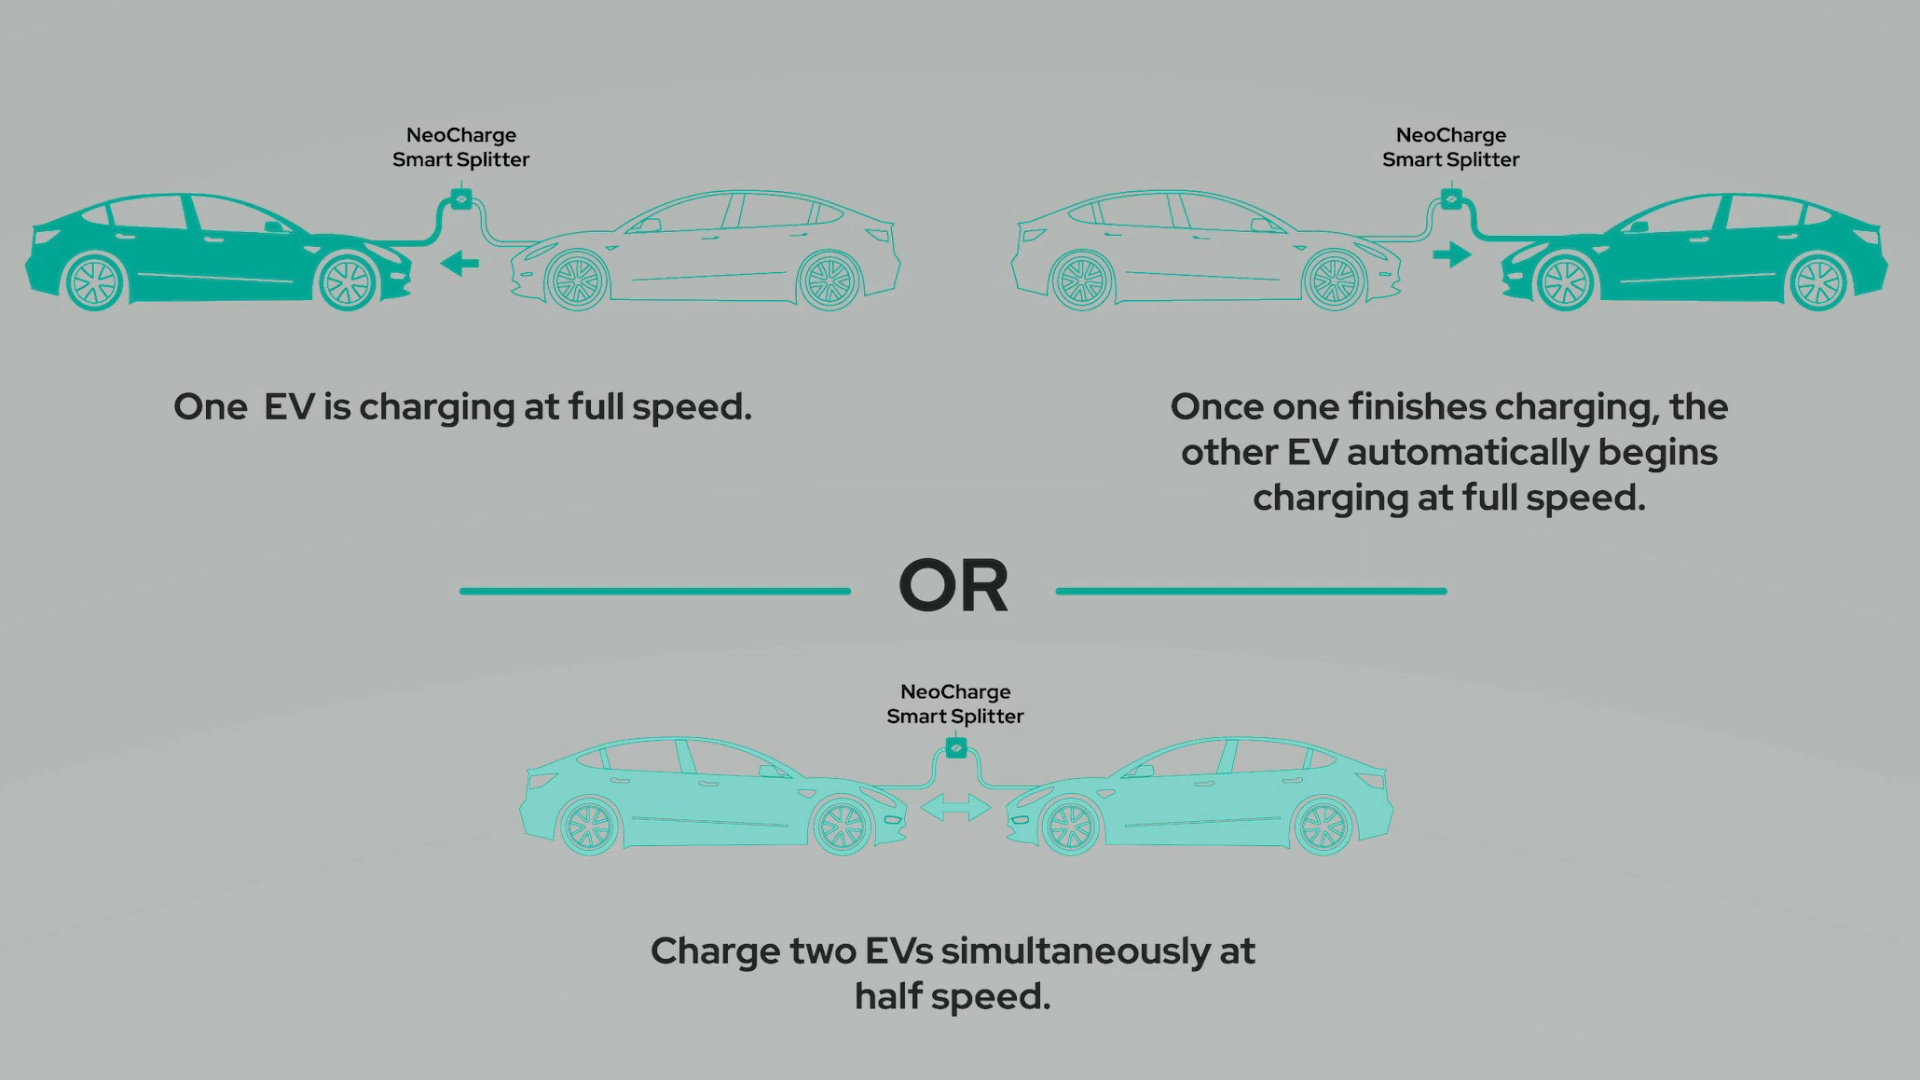 NeoCharge
Smart Splitter
One EV is charging at full speed.
NeoCharge
Smart Splitter
Once one finishes charging, the
other EV automatically begins
charging at full speed.
OR
NeoCharge
Smart Splitter
Charge two EVs simultaneously at
half speed.